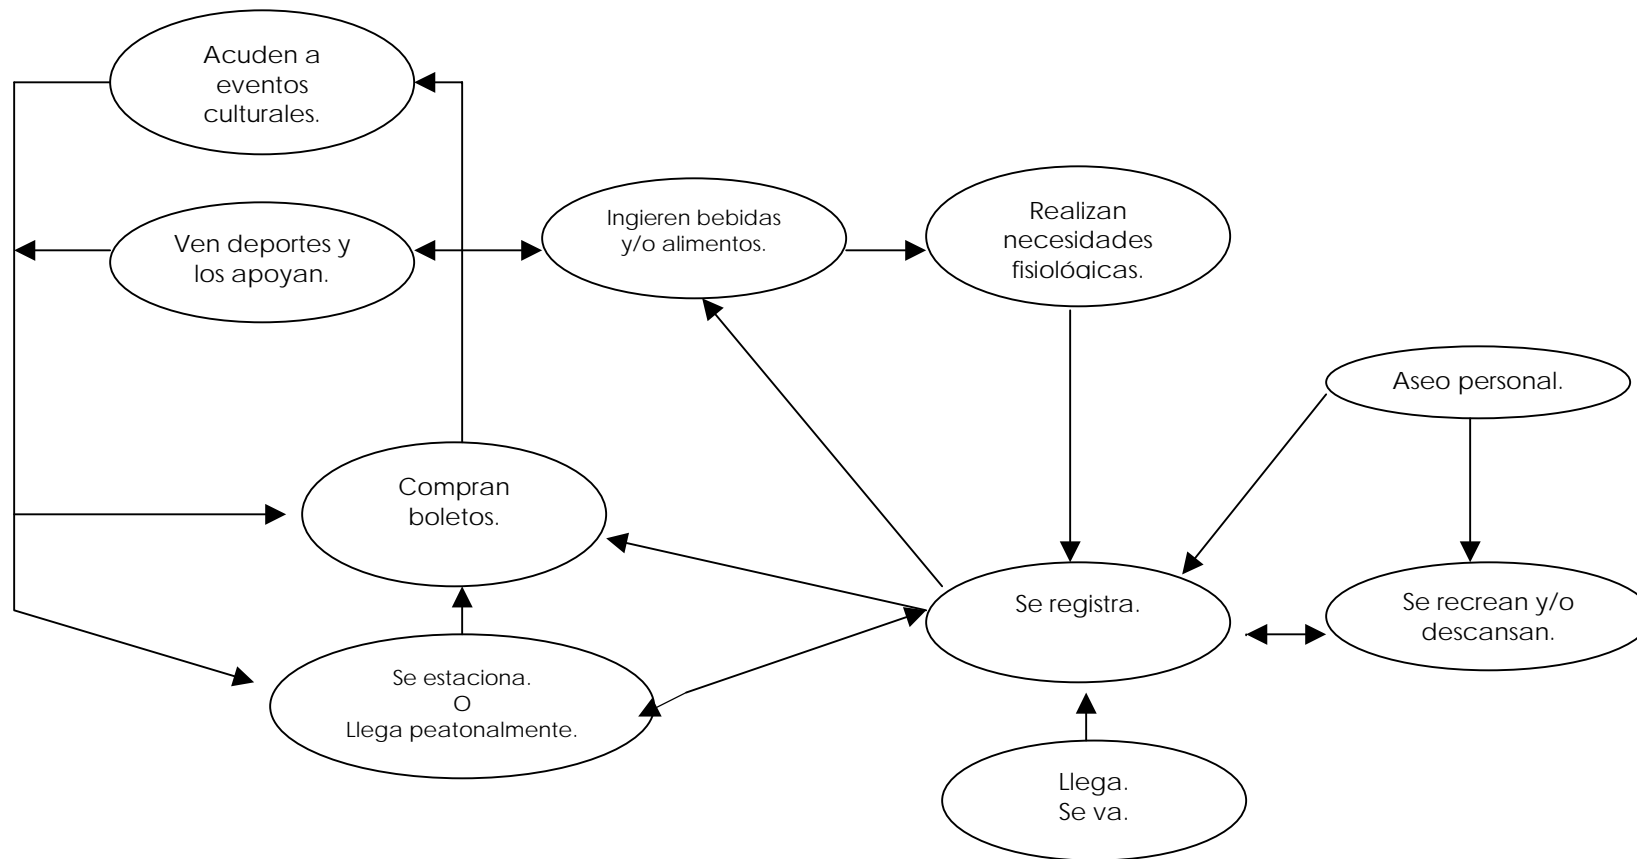 Acuden a
eventos
culturales.
Ven deportes y
los apoyan.
Ingieren bebidas
y/o alimentos.
Realizan
necesidades
fisiológicas.
Aseo personal.
Compran
boletos.
Se registra.
Se recrean y/o
descansan.
Se estaciona.
O
Llega peatonalmente.
Llega.
Se va.